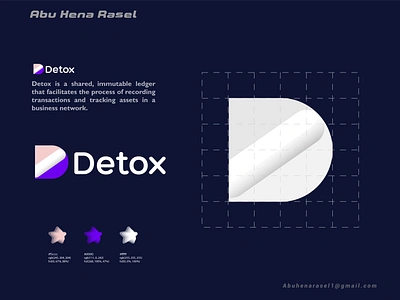 Abu Hena Rasel
Detox
Detox is a shared, immutable ledger
that facilitates the process of recording
transactions and tracking assets in a
business network.
Detox
Abuhenarasel1@gmail.com